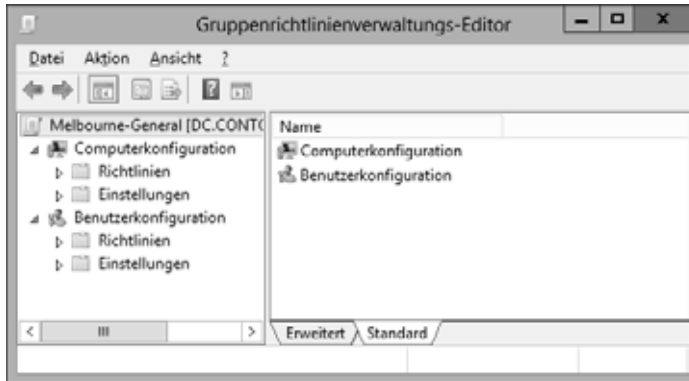 Gruppenrichtlinienverwaltungs-Editor
Datei Aktion Ansicht ?
Melbourne-General [DC.CONT
Computerkonfiguration
Richtlinien
Einstellungen
Benutzerkonfiguration
Richtlinien
Einstellungen
Name
Computerkonfiguration
Benutzerkonfiguration
Erweitert Standard